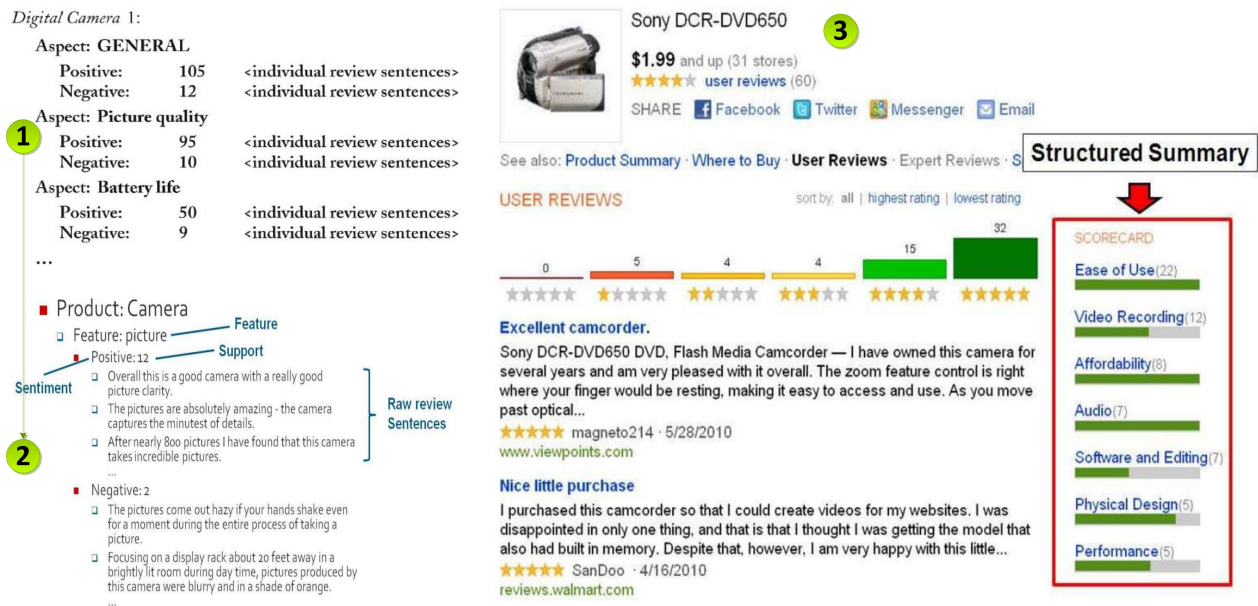 Digital Camera 1:
Aspect: GENERAL
Positive: 105 <individual review sentences>
Negative: 12 <individual review sentences>
Aspect: Picture quality
Positive: 95 <individual review sentences>
Negative: 10 <individual review sentences>
Aspect: Battery life
Positive: 50 <individual review sentences>
Negative: 9 <individual review sentences>
...
1
2
Product: Camera
Feature: picture
Feature
Positive: 12
Support
Sentiment
Overall this is a good camera with a really good
picture clarity.
The pictures are absolutely amazing - the camera
captures the minutest of details.
After nearly 800 pictures I have found that this camera
takes incredible pictures.
...
Raw review
Sentences
Negative: 2
The pictures come out hazy if your hands shake even
for a moment during the entire process of taking a
picture.
Focusing on a display rack about 20 feet away in a
brightly lit room during day time, pictures produced by
this camera were blurry and in a shade of orange.
...
Sony DCR-DVD650
3
$1.99 and up (31 stores)
user reviews (60)
SHARE Facebook Twitter Messenger Email
See also: Product Summary · Where to Buy · User Reviews · Expert Reviews · S
Structured Summary
USER REVIEWS
sort by: all | highest rating | lowest rating
0 5 4 4 15 32
Excellent camcorder.
Sony DCR-DVD650 DVD, Flash Media Camcorder — I have owned this camera for
several years and am very pleased with it overall. The zoom feature control is right
where your finger would be resting, making it easy to access and use. As you move
past optical...
magneto214 · 5/28/2010
www.viewpoints.com
Nice little purchase
I purchased this camcorder so that I could create videos for my websites. I was
disappointed in only one thing, and that is that I thought I was getting the model that
also had built in memory. Despite that, however, I am very happy with this little...
SanDoo · 4/16/2010
reviews.walmart.com
SCORECARD
Ease of Use(22)
Video Recording(12)
Affordability(8)
Audio(7)
Software and Editing(7)
Physical Design(5)
Performance(5)